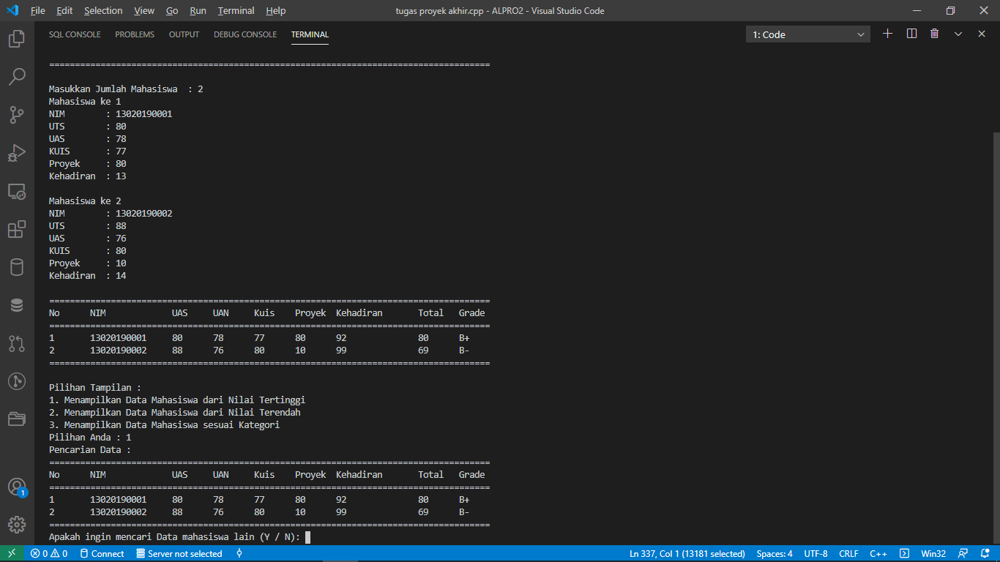 File Edit Selection View Go Run Terminal Help tugas proyek akhir.cpp - ALPRO2 - Visual Studio Code
SQL CONSOLE PROBLEMS OUTPUT DEBUG CONSOLE TERMINAL 1: Code
======================================================================================
Masukkan Jumlah Mahasiswa : 2
Mahasiswa ke 1
NIM : 13020190001
UTS : 80
UAS : 78
KUIS : 77
Proyek : 80
Kehadiran : 13
Mahasiswa ke 2
NIM : 13020190002
UTS : 88
UAS : 76
KUIS : 80
Proyek : 10
Kehadiran : 14
======================================================================================
No NIM UAS UAN Kuis Proyek Kehadiran Total Grade
======================================================================================
1 13020190001 80 78 77 80 92 80 B+
2 13020190002 88 76 80 10 99 69 B-
======================================================================================
Pilihan Tampilan :
1. Menampilkan Data Mahasiswa dari Nilai Tertinggi
2. Menampilkan Data Mahasiswa dari Nilai Terendah
3. Menampilkan Data Mahasiswa sesuai Kategori
Pilihan Anda : 1
Pencarian Data :
======================================================================================
No NIM UAS UAN Kuis Proyek Kehadiran Total Grade
======================================================================================
1 13020190001 80 78 77 80 92 80 B+
2 13020190002 88 76 80 10 99 69 B-
======================================================================================
Apakah ingin mencari Data mahasiswa lain (Y / N):
1
0 0 Connect Server not selected Ln 337, Col 1 (13181 selected) Spaces: 4 UTF-8 CRLF C++ Win32